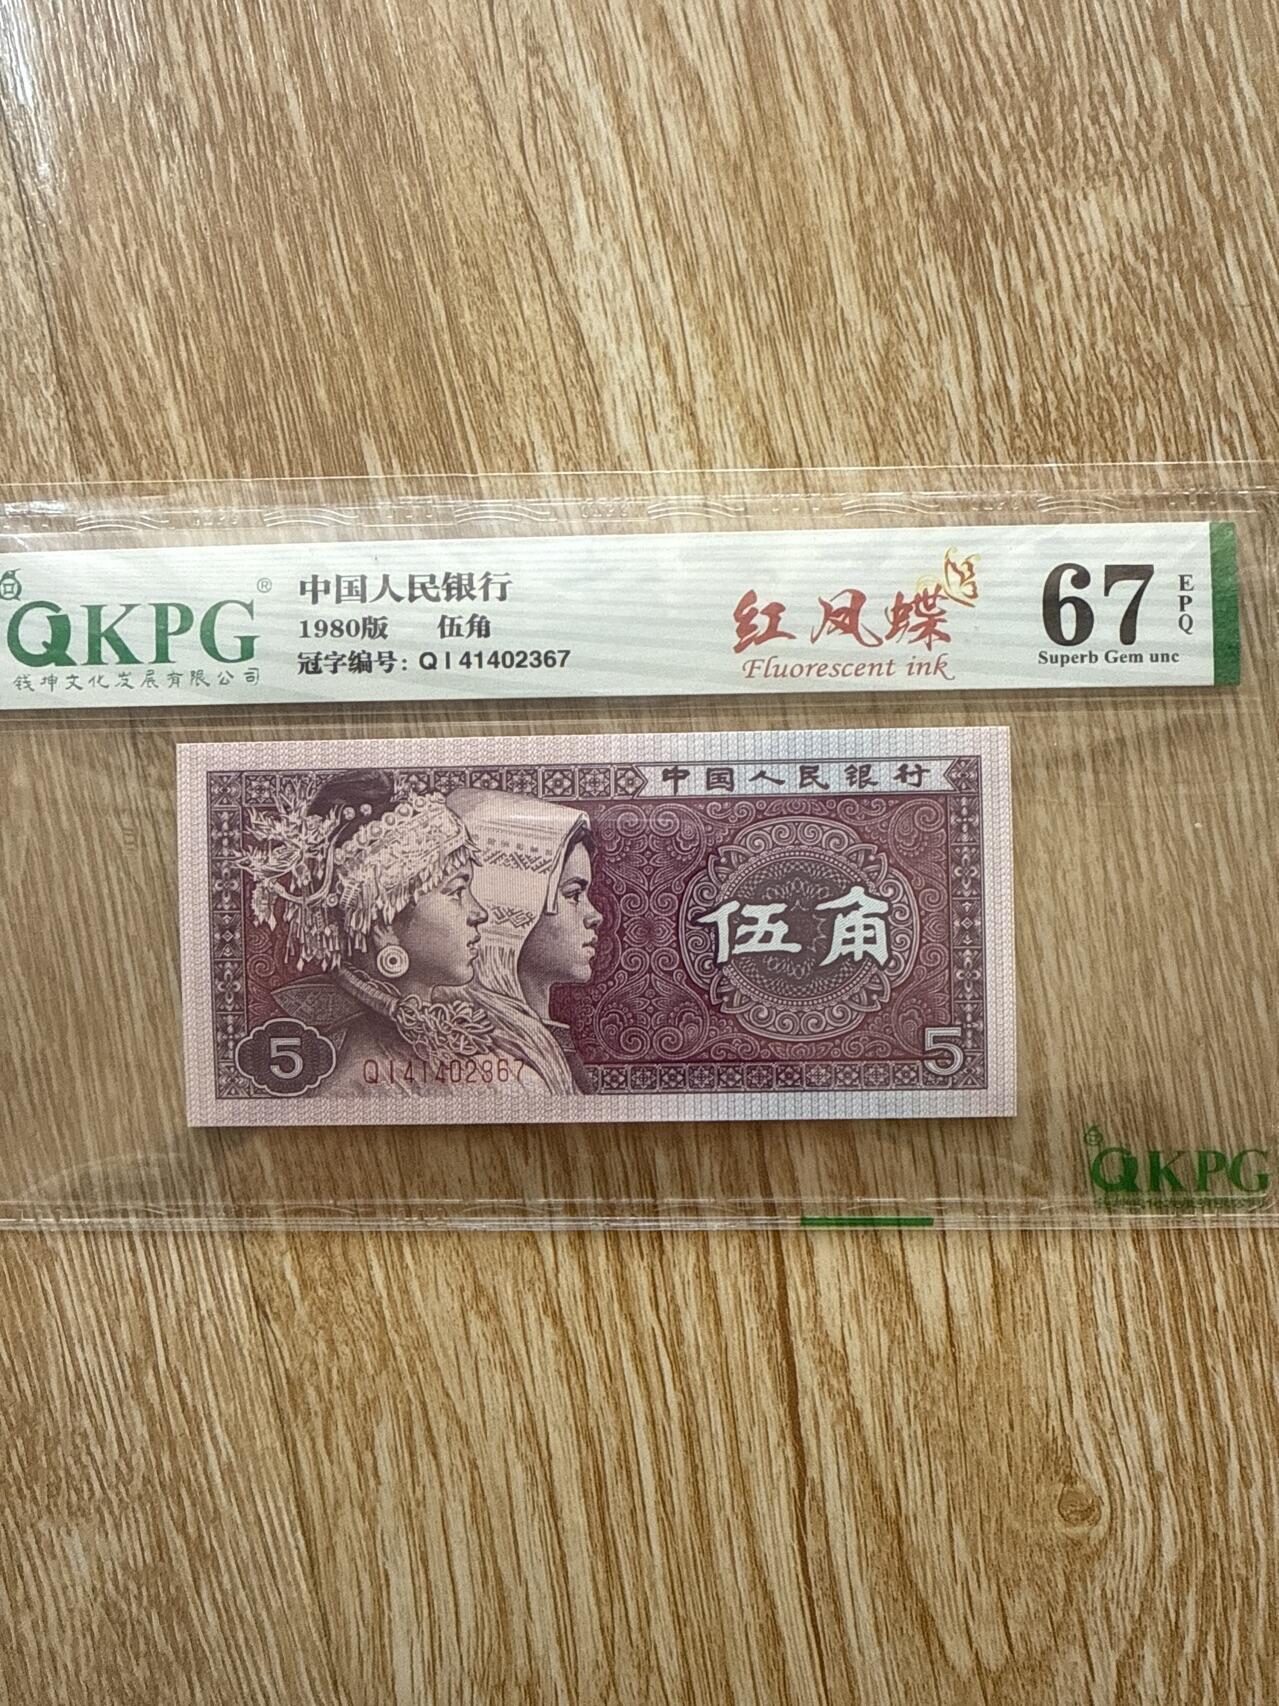 QKPG®
钱坤文化发展有限公司
中国人民银行
1980版 伍角
冠字编号: QI41402367
红凤蝶
Fluorescent ink
67
EPQ
Superb Gem unc
中国人民银行
伍角
5
QI41402367
5
QKPG